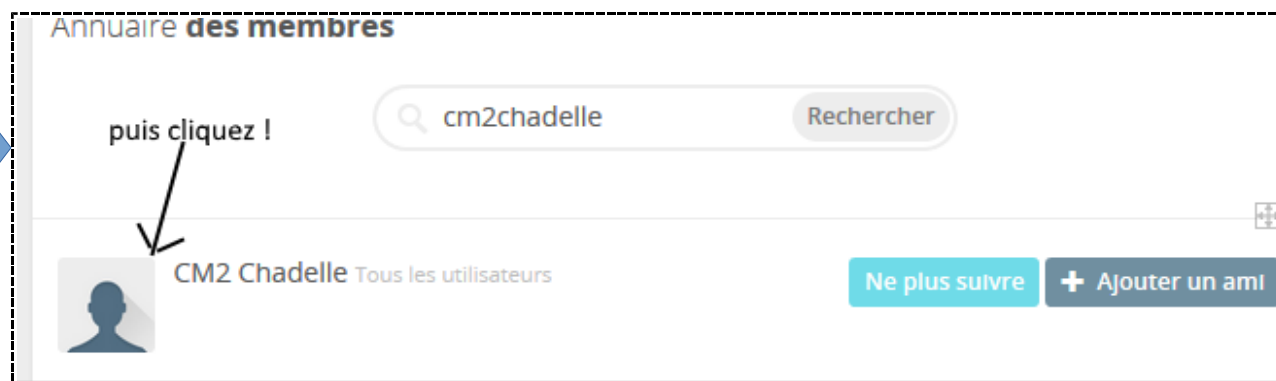 Annuaire des membres
cm2chadelle Rechercher
puis cliquez !
CM2 Chadelle Tous les utilisateurs Ne plus suivre + Ajouter un ami